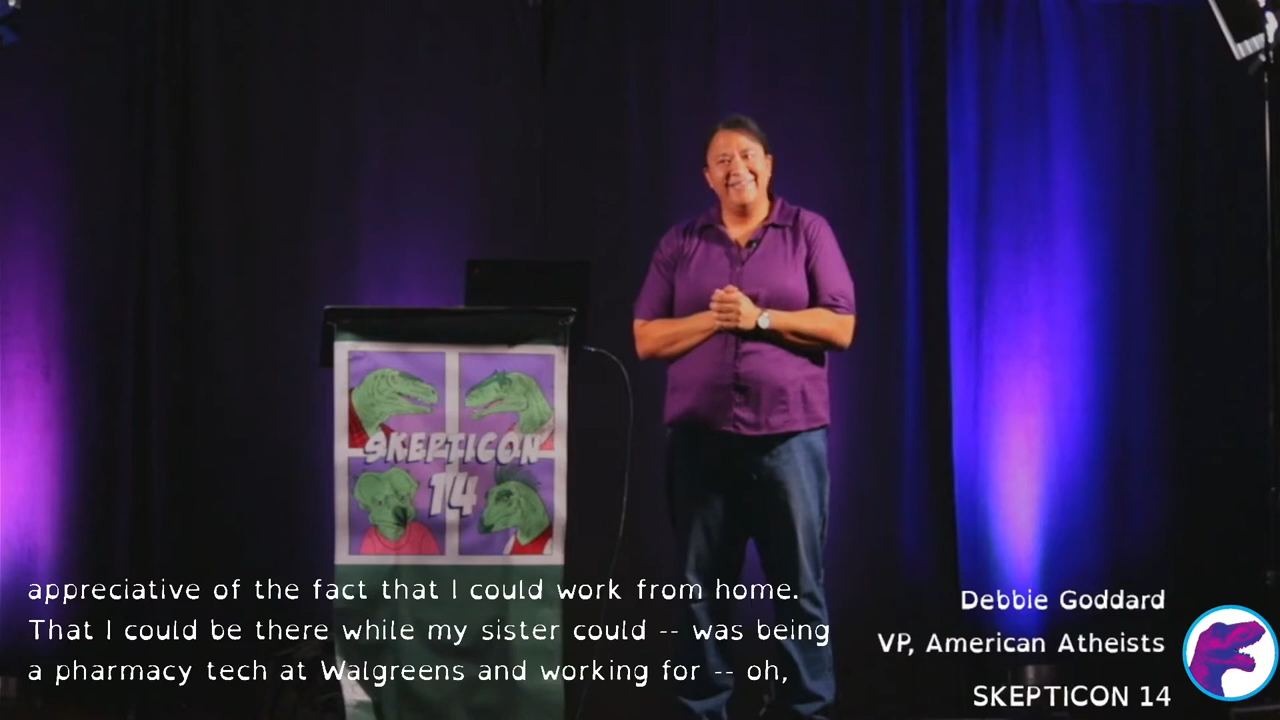 SKEPTICON
14
appreciative of the fact that I could work from home.
That I could be there while my sister could -- was being
a pharmacy tech at Walgreens and working for -- oh,
Debbie Goddard
VP, American Atheists
SKEPTICON 14